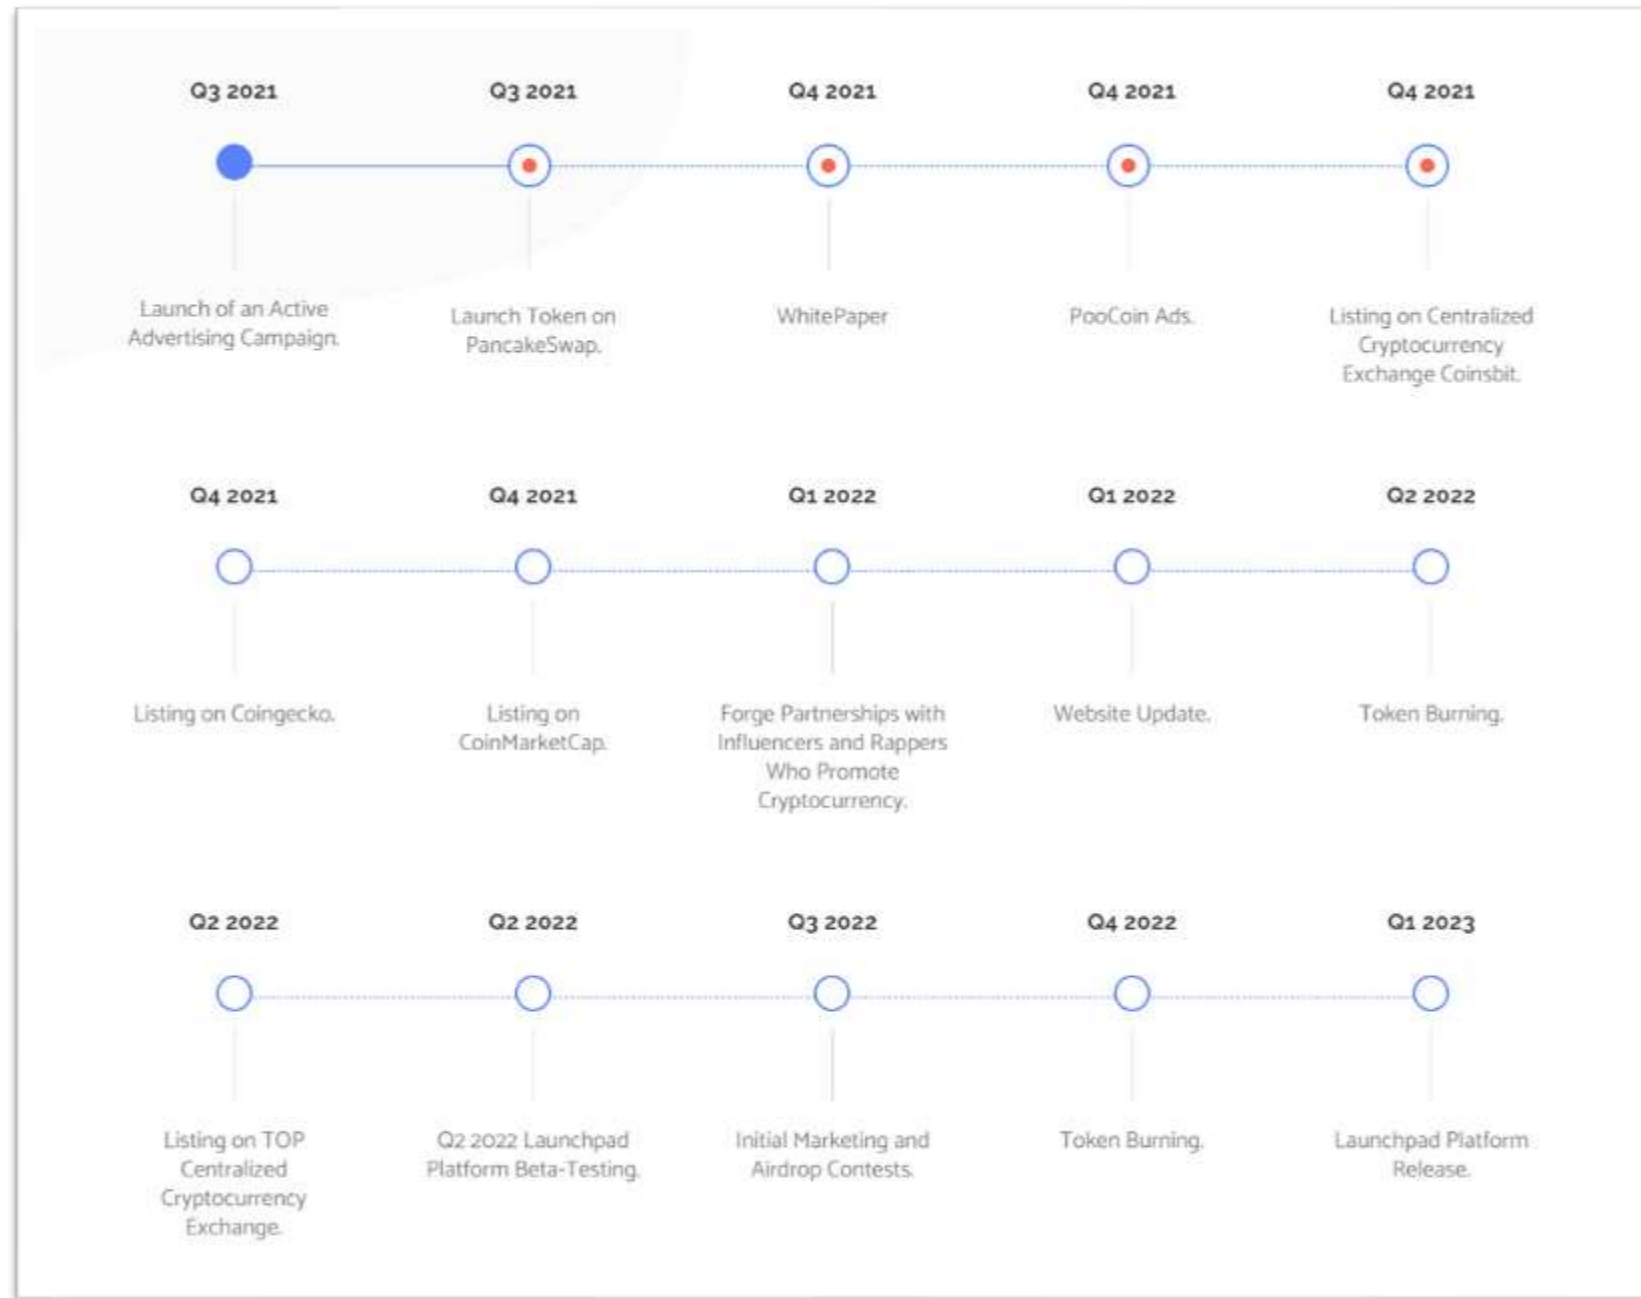 Q3 2021
Q3 2021
Q4 2021
Q4 2021
Q4 2021
Launch of an Active
Advertising Campaign.
Launch Token on
PancakeSwap.
WhitePaper
PooCoin Ads.
Listing on Centralized
Cryptocurrency
Exchange Coinsbit.
Q4 2021
Q4 2021
Q1 2022
Q1 2022
Q2 2022
Listing on Coingecko.
Listing on
CoinMarketCap.
Forge Partnerships with
Influencers and Rappers
Who Promote
Cryptocurrency.
Website Update.
Token Burning.
Q2 2022
Q2 2022
Q3 2022
Q4 2022
Q1 2023
Listing on TOP
Centralized
Cryptocurrency
Exchange.
Q2 2022 Launchpad
Platform Beta-Testing.
Initial Marketing and
Airdrop Contests.
Token Burning.
Launchpad Platform
Release.